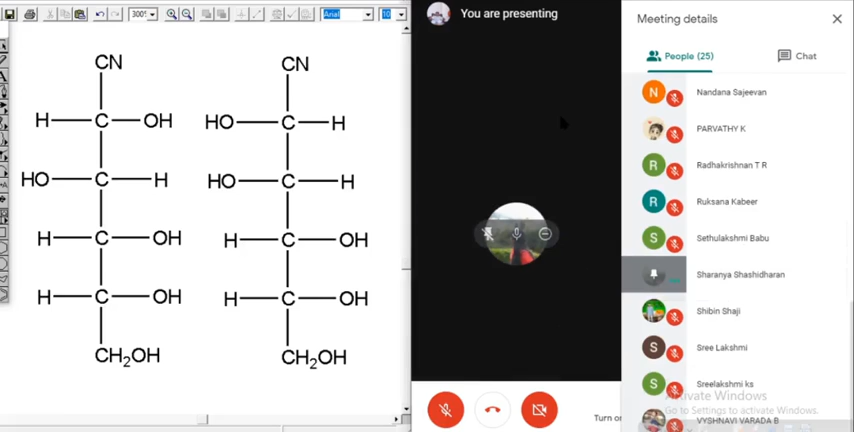 300%
Arial
10
CN
H C OH
HO C H
H C OH
H C OH
CH2OH
CN
HO C H
HO C H
H C OH
H C OH
CH2OH
You are presenting
Meeting details
People (25)
Chat
N
Nandana Sajeevan
PARVATHY K
R
Radhakrishnan T R
R
Ruksana Kabeer
S
Sethulakshmi Babu
Sharanya Shashidharan
Shibin Shaji
S
Sree Lakshmi
S
Sreelakshmi ks
Activate Windows
Go to Settings to activate Windows.
VYSHNAVI VARADA B
Turn on